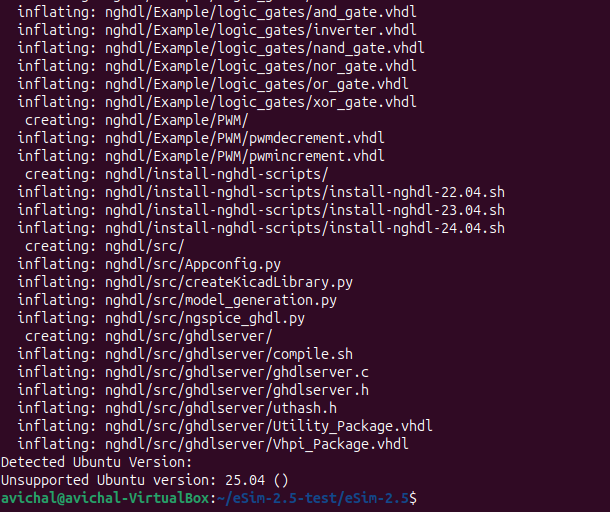 inflating: nghdl/Example/logic_gates/and_gate.vhdl
inflating: nghdl/Example/logic_gates/inverter.vhdl
inflating: nghdl/Example/logic_gates/nand_gate.vhdl
inflating: nghdl/Example/logic_gates/nor_gate.vhdl
inflating: nghdl/Example/logic_gates/or_gate.vhdl
inflating: nghdl/Example/logic_gates/xor_gate.vhdl
creating: nghdl/Example/PWM/
inflating: nghdl/Example/PWM/pwmdecrement.vhdl
inflating: nghdl/Example/PWM/pwmincrement.vhdl
creating: nghdl/install-nghdl-scripts/
inflating: nghdl/install-nghdl-scripts/install-nghdl-22.04.sh
inflating: nghdl/install-nghdl-scripts/install-nghdl-23.04.sh
inflating: nghdl/install-nghdl-scripts/install-nghdl-24.04.sh
creating: nghdl/src/
inflating: nghdl/src/Appconfig.py
inflating: nghdl/src/createKicadLibrary.py
inflating: nghdl/src/model_generation.py
inflating: nghdl/src/ngspice_ghdl.py
creating: nghdl/src/ghdlserver/
inflating: nghdl/src/ghdlserver/compile.sh
inflating: nghdl/src/ghdlserver/ghdlserver.c
inflating: nghdl/src/ghdlserver/ghdlserver.h
inflating: nghdl/src/ghdlserver/uthash.h
inflating: nghdl/src/ghdlserver/Utility_Package.vhdl
inflating: nghdl/src/ghdlserver/Vhpi_Package.vhdl
Detected Ubuntu Version:
Unsupported Ubuntu version: 25.04 ()
avichal@avichal-VirtualBox:~/eSim-2.5-test/eSim-2.5$